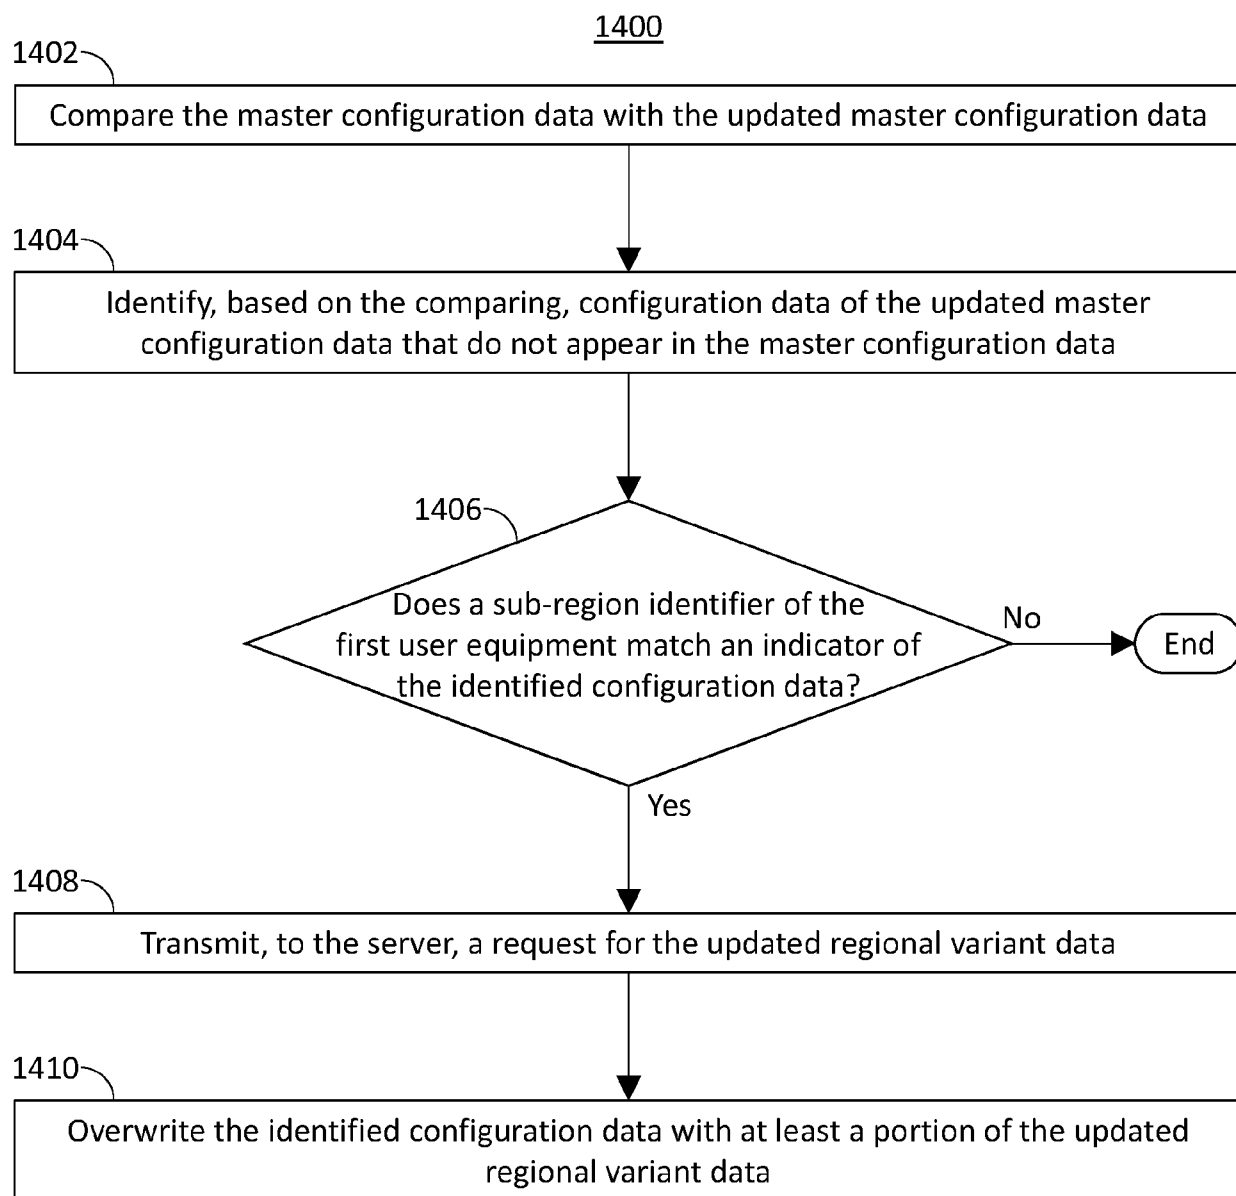 1400
1402
Compare the master configuration data with the updated master configuration data
1404
Identify, based on the comparing, configuration data of the updated master
configuration data that do not appear in the master configuration data
1406
Does a sub-region identifier of the
first user equipment match an indicator of
the identified configuration data?
No
End
Yes
1408
Transmit, to the server, a request for the updated regional variant data
1410
Overwrite the identified configuration data with at least a portion of the updated
regional variant data